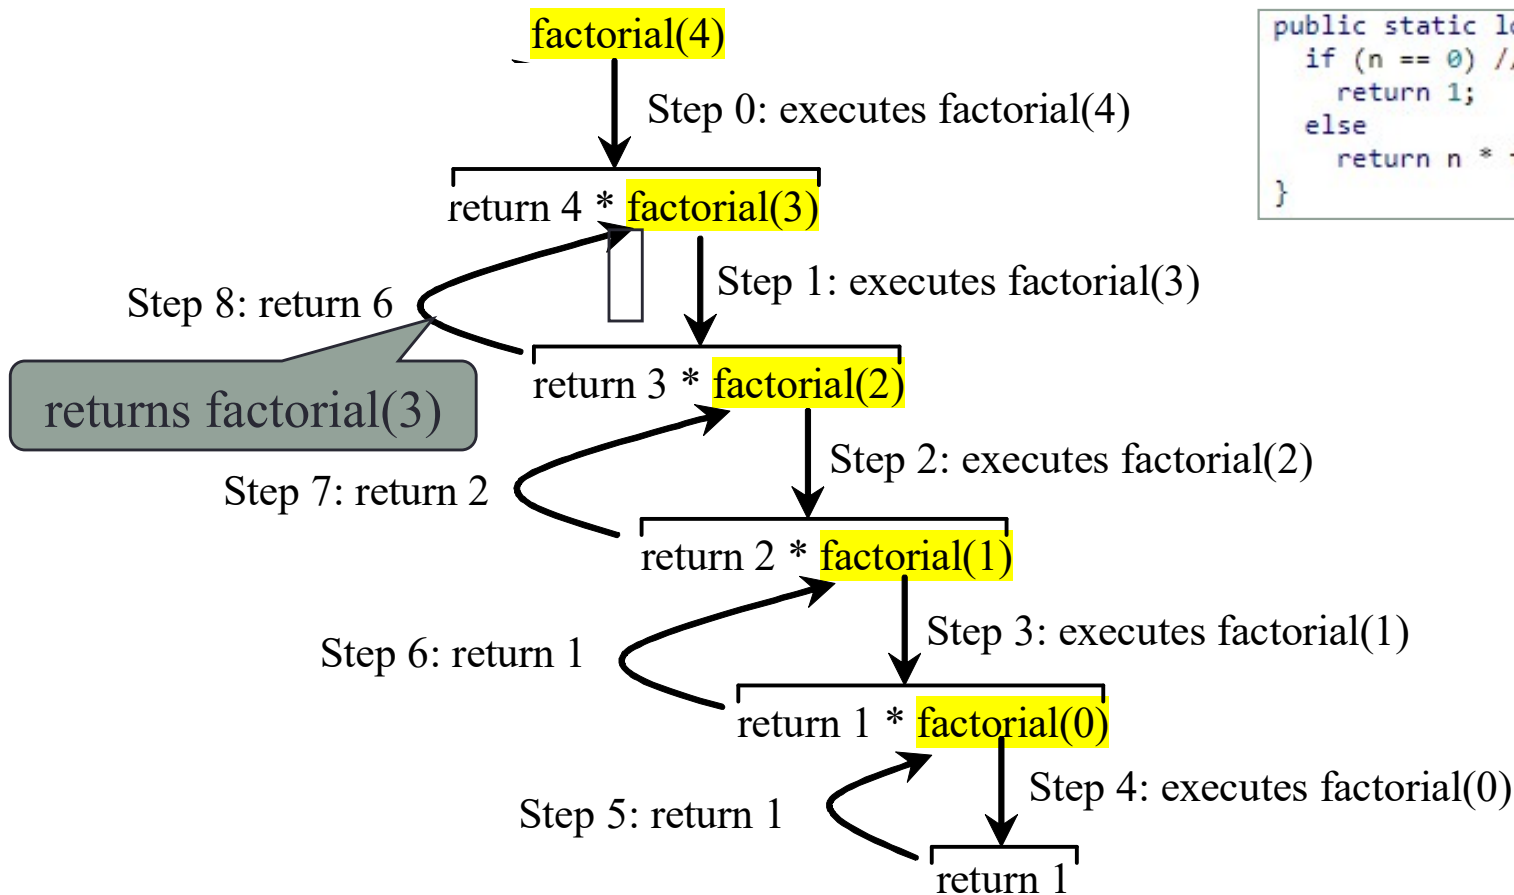 factorial(4)
Step 0: executes factorial(4)
public static
if (n == 0) //
return 1;
else
return n *
}
return 4 * factorial(3)
Step 1: executes factorial(3)
Step 8: return 6
returns factorial(3)
return 3 * factorial(2)
Step 2: executes factorial(2)
Step 7: return 2
return 2 * factorial(1)
Step 3: executes factorial(1)
Step 6: return 1
return 1 * factorial(0)
Step 4: executes factorial(0)
Step 5: return 1
return 1